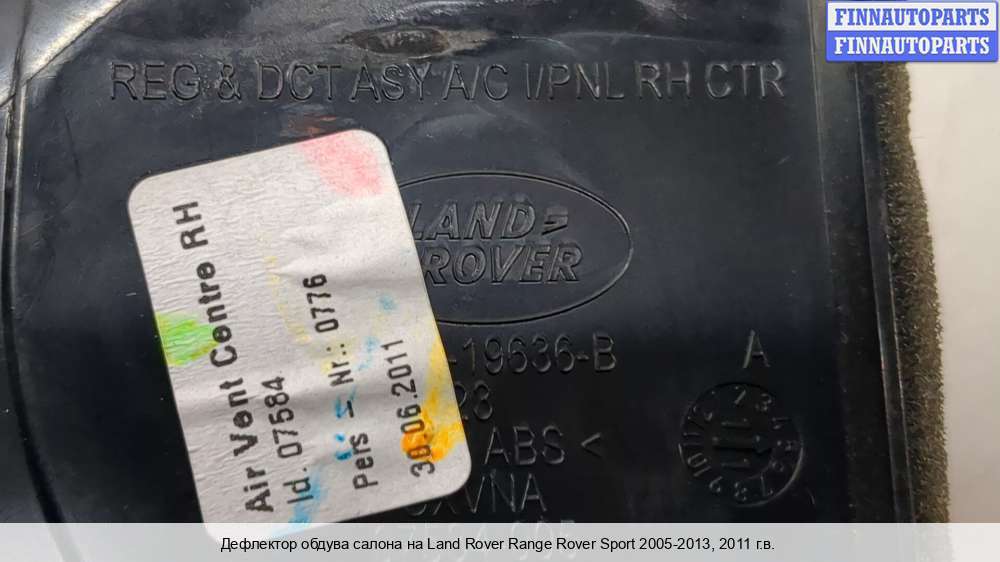 FINNAUTOPARTS
FINNAUTOPARTS
REG & DCT ASY A/C I/PNL RH CTR
LAND
ROVER
Air Vent Centre RH
Id. 07584
Pers - Nr.: 0776
30.06.2011
-19636-B
A
ABS <
Дефлектор обдува салона на Land Rover Range Rover Sport 2005-2013, 2011 г.в.